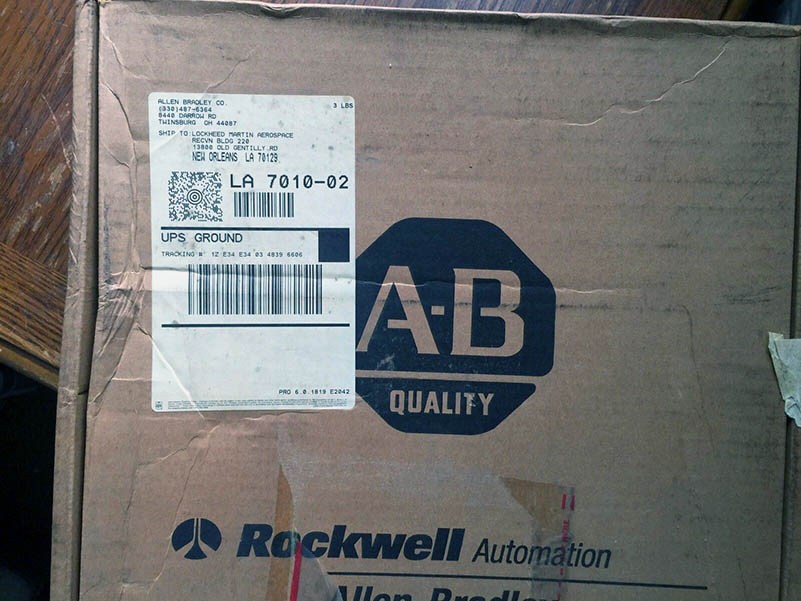 ALLEN BRADLEY CO.
3 LBS
(330)487-6364
8440 DARROW RD
TWINSBURG OH 44087
SHIP TO: LOCKHEED MARTIN AEROSPACE
RECVN BLDG 220
13800 OLD GENTILLY RD
NEW ORLEANS LA 70129
LA 7010-02
UPS GROUND
TRACKING #: 1Z E34 E34 03 4839 6606
PRO 6.0.1819 E2042
A-B
QUALITY
Rockwell Automation
Allen-Bradley